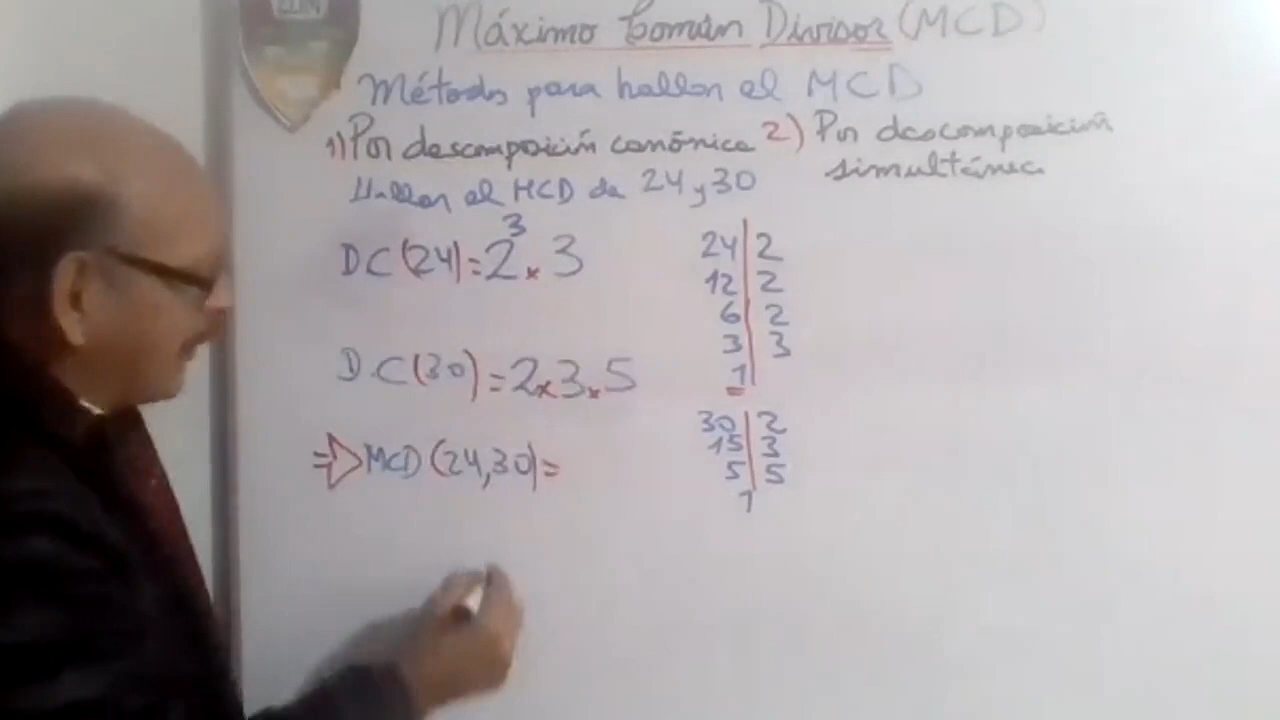 Máximo Común Divisor (MCD)
Métodos para hallar el MCD
1) Por descomposición canónica
2) Por descomposición
simultánea
Hallar el MCD de 24 y 30
DC(24)=2³×3
24|2
12|2
6|2
3|3
1
DC(30)=2×3×5
30|2
15|3
5|5
1
⇒MCD(24,30)=